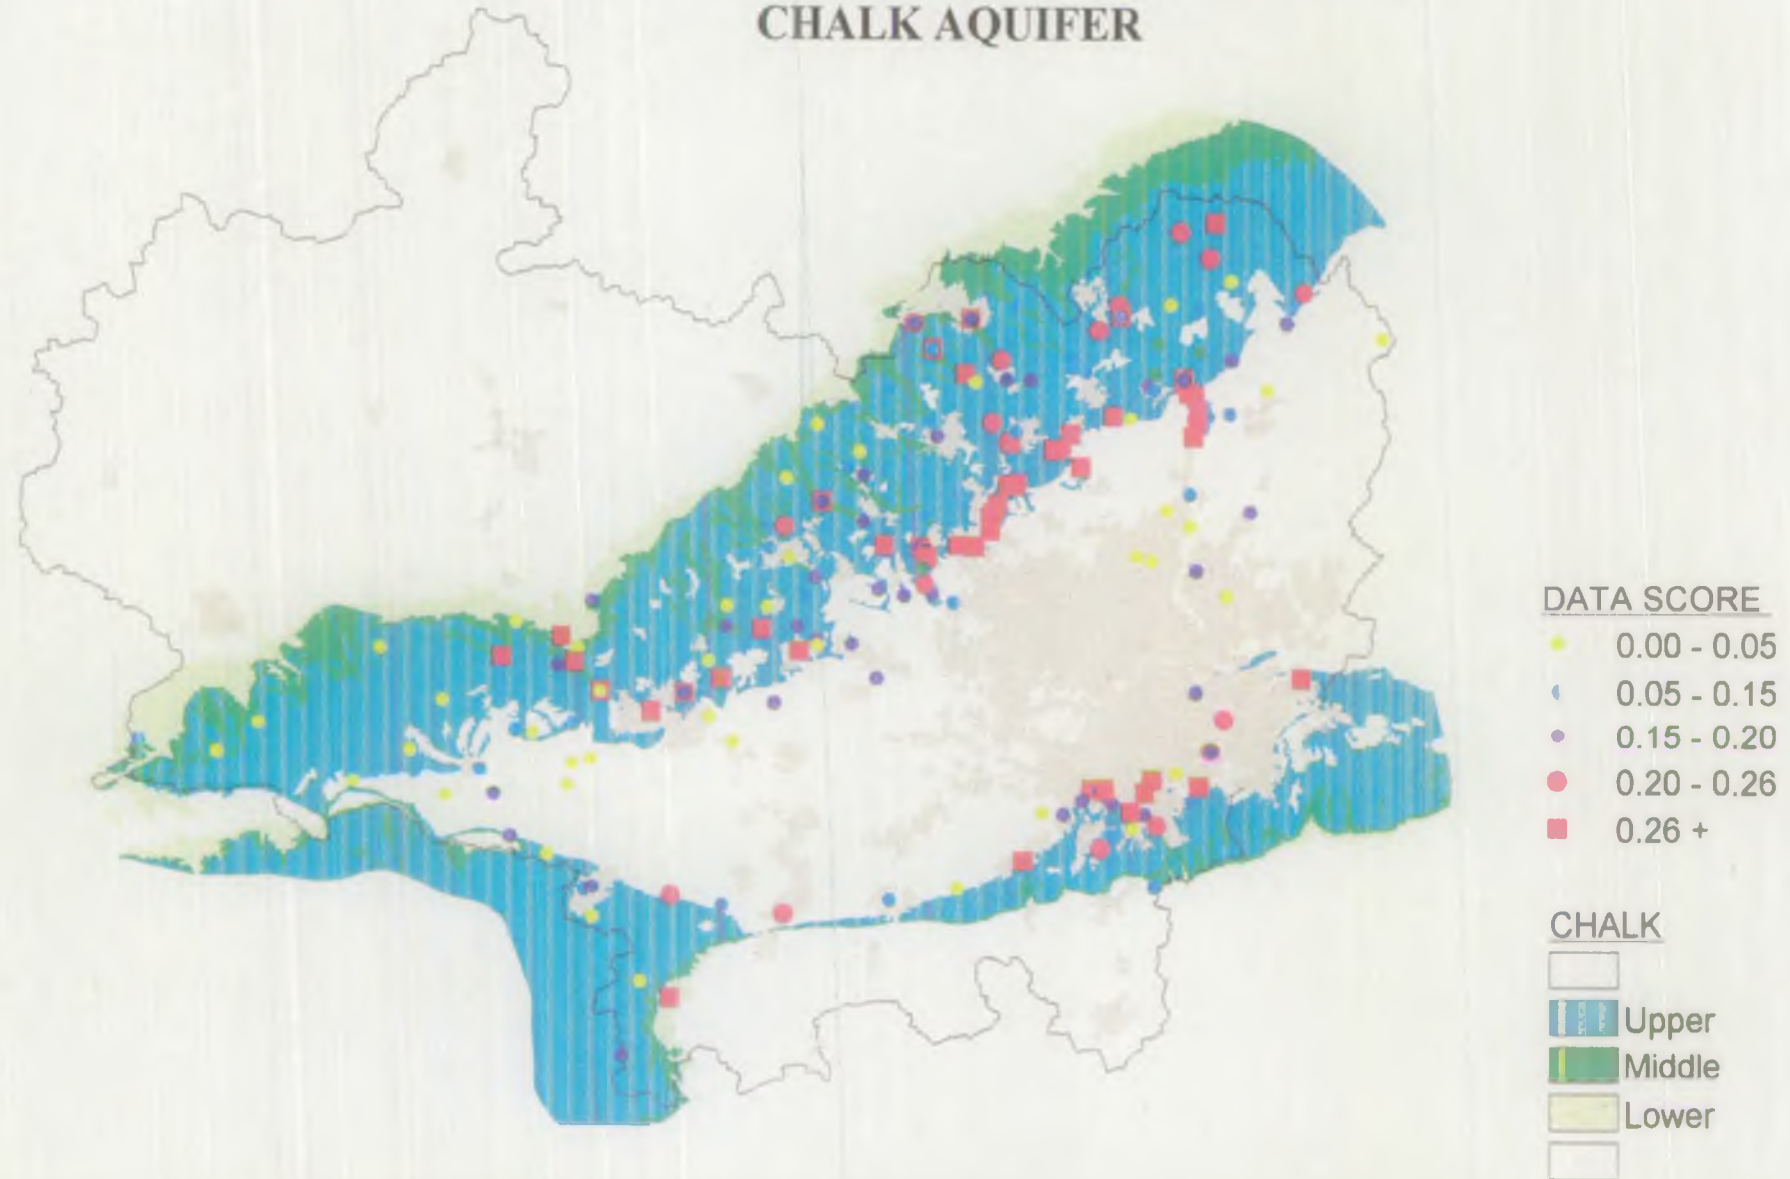 CHALK AQUIFER
DATA SCORE
0.00 - 0.05
0.05 - 0.15
0.15 - 0.20
0.20 - 0.26
0.26 +
CHALK
Upper
Middle
Lower